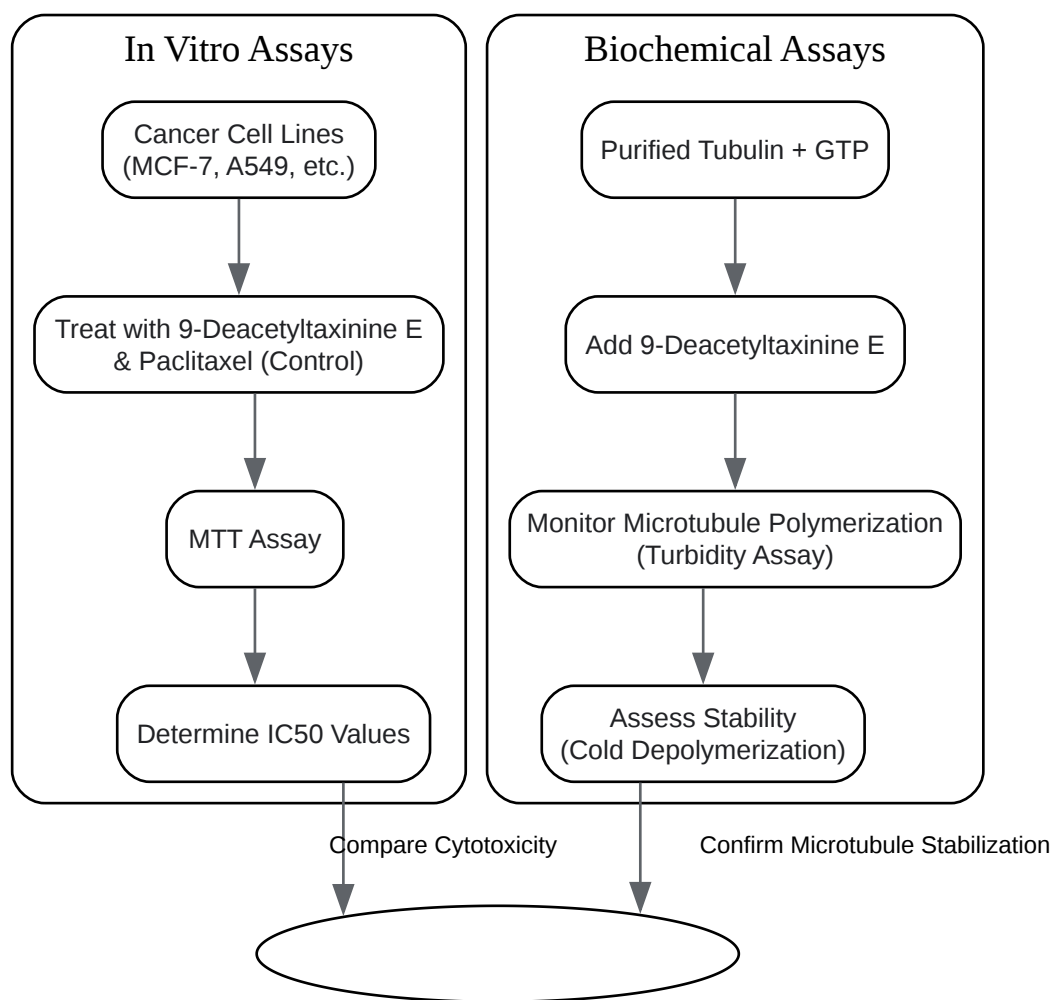 In Vitro Assays
Cancer Cell Lines
(MCF-7, A549, etc.)
Treat with 9-Deacetyltaxinine E
& Paclitaxel (Control)
MTT Assay
Determine IC50 Values
Biochemical Assays
Purified Tubulin + GTP
Add 9-Deacetyltaxinine E
Monitor Microtubule Polymerization
(Turbidity Assay)
Assess Stability
(Cold Depolymerization)
Compare Cytotoxicity
Confirm Microtubule Stabilization